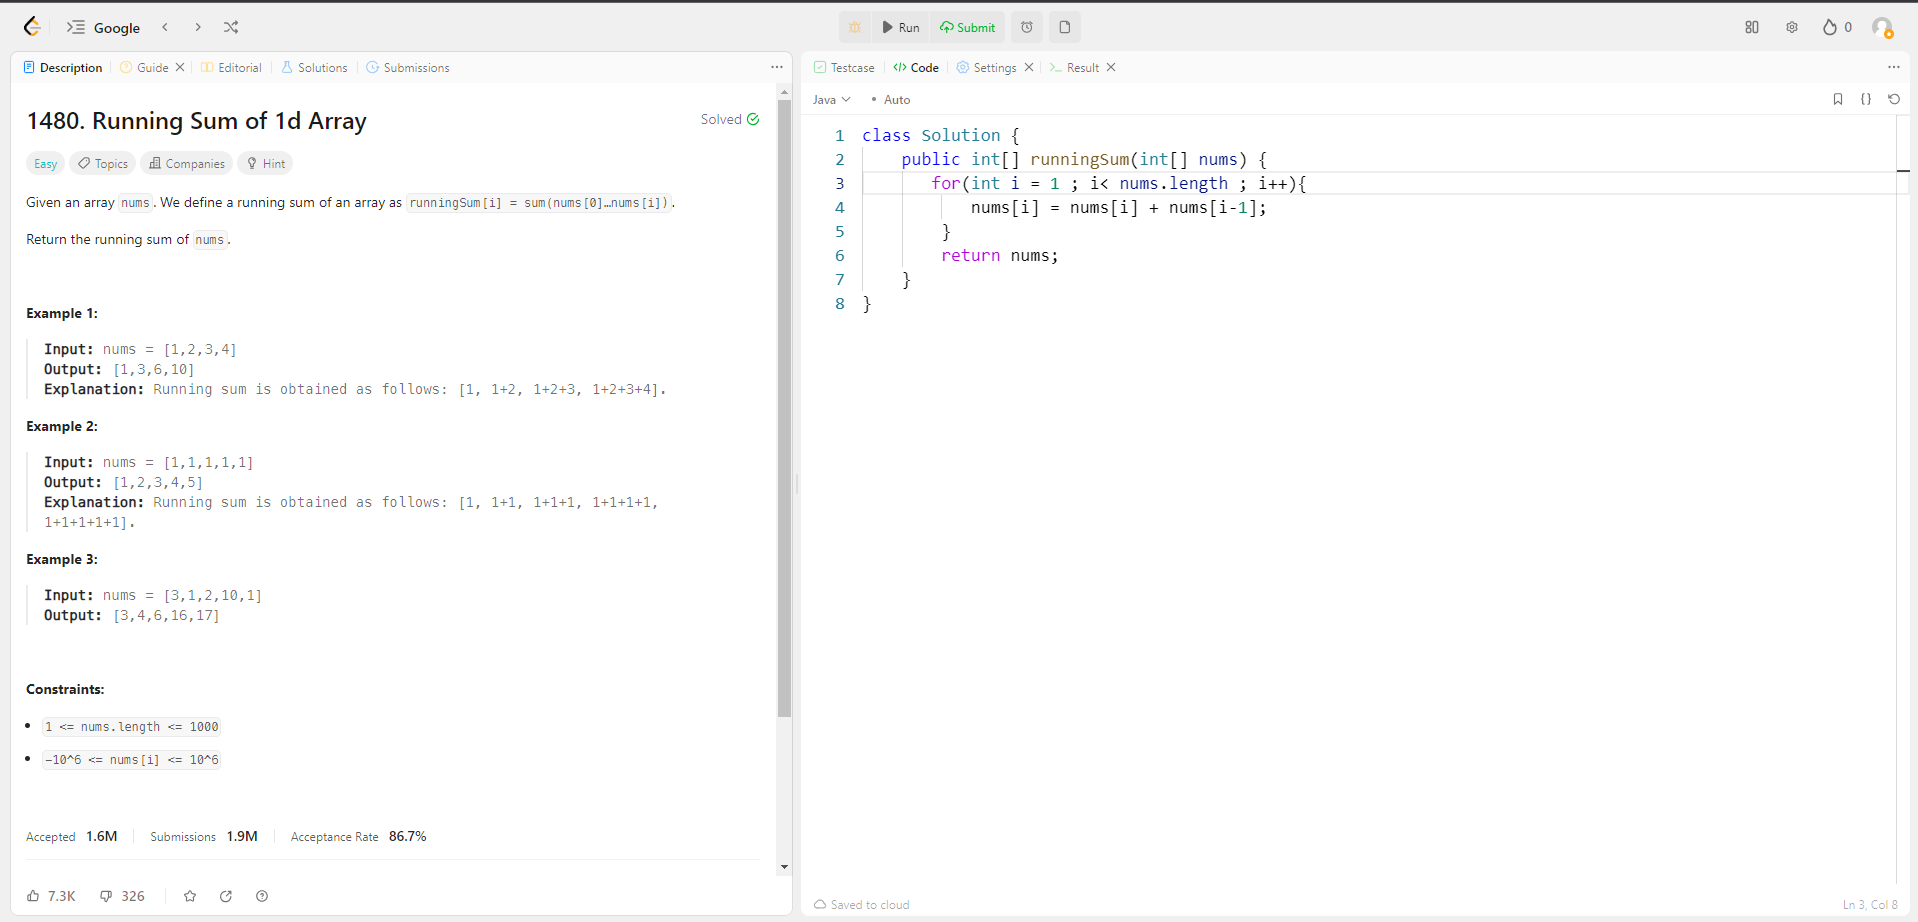 Google
Run
Submit
0
Description
Guide
Editorial
Solutions
Submissions
1480. Running Sum of 1d Array
Solved
Easy
Topics
Companies
Hint
Given an array nums. We define a running sum of an array as runningSum[i] = sum(nums[0]…nums[i]).
Return the running sum of nums.
Example 1:
Input: nums = [1,2,3,4]
Output: [1,3,6,10]
Explanation: Running sum is obtained as follows: [1, 1+2, 1+2+3, 1+2+3+4].
Example 2:
Input: nums = [1,1,1,1,1]
Output: [1,2,3,4,5]
Explanation: Running sum is obtained as follows: [1, 1+1, 1+1+1, 1+1+1+1,
1+1+1+1+1].
Example 3:
Input: nums = [3,1,2,10,1]
Output: [3,4,6,16,17]
Constraints:
• 1 <= nums.length <= 1000
• -10^6 <= nums[i] <= 10^6
Accepted 1.6M
Submissions 1.9M
Acceptance Rate 86.7%
7.3K
326
Testcase
Code
Settings
Result
Java
• Auto
1 class Solution {
2     public int[] runningSum(int[] nums) {
3        for(int i = 1 ; i< nums.length ; i++){
4            nums[i] = nums[i] + nums[i-1];
5         }
6         return nums;
7     }
8 }
Saved to cloud
Ln 3, Col 8